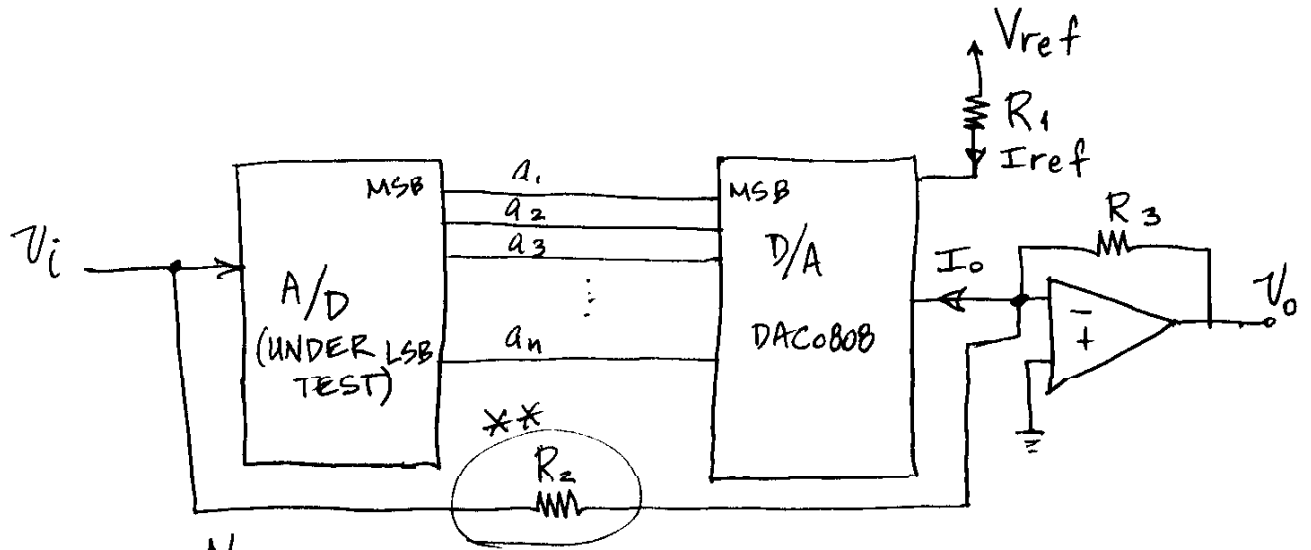 Vref
R1
Iref
MSB
a1
MSB
a2
a3
R3
Vi
D/A
Io
A/D
Vo
(UNDER
LSB
an
DAC0808
TEST)
**
R2
−
+